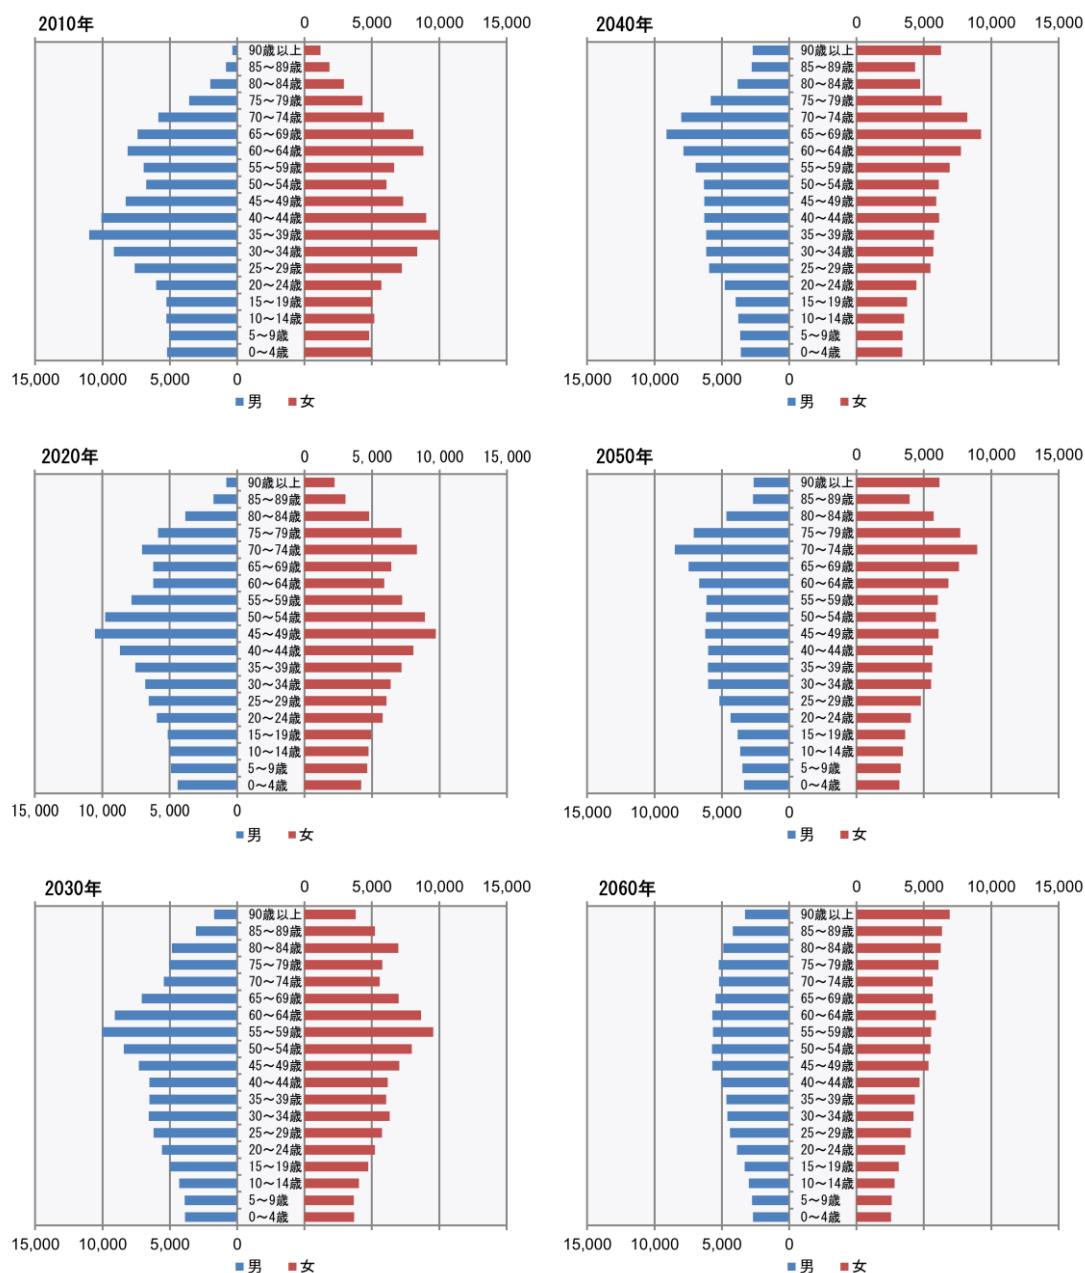 2010年
0 5,000 10,000 15,000
90歳以上
85～89歳
80～84歳
75～79歳
70～74歳
65～69歳
60～64歳
55～59歳
50～54歳
45～49歳
40～44歳
35～39歳
30～34歳
25～29歳
20～24歳
15～19歳
10～14歳
5～9歳
0～4歳
15,000 10,000 5,000 0
男 女
2040年
0 5,000 10,000 15,000
90歳以上
85～89歳
80～84歳
75～79歳
70～74歳
65～69歳
60～64歳
55～59歳
50～54歳
45～49歳
40～44歳
35～39歳
30～34歳
25～29歳
20～24歳
15～19歳
10～14歳
5～9歳
0～4歳
15,000 10,000 5,000 0
男 女
2020年
0 5,000 10,000 15,000
90歳以上
85～89歳
80～84歳
75～79歳
70～74歳
65～69歳
60～64歳
55～59歳
50～54歳
45～49歳
40～44歳
35～39歳
30～34歳
25～29歳
20～24歳
15～19歳
10～14歳
5～9歳
0～4歳
15,000 10,000 5,000 0
男 女
2050年
0 5,000 10,000 15,000
90歳以上
85～89歳
80～84歳
75～79歳
70～74歳
65～69歳
60～64歳
55～59歳
50～54歳
45～49歳
40～44歳
35～39歳
30～34歳
25～29歳
20～24歳
15～19歳
10～14歳
5～9歳
0～4歳
15,000 10,000 5,000 0
男 女
2030年
0 5,000 10,000 15,000
90歳以上
85～89歳
80～84歳
75～79歳
70～74歳
65～69歳
60～64歳
55～59歳
50～54歳
45～49歳
40～44歳
35～39歳
30～34歳
25～29歳
20～24歳
15～19歳
10～14歳
5～9歳
0～4歳
15,000 10,000 5,000 0
男 女
2060年
0 5,000 10,000 15,000
90歳以上
85～89歳
80～84歳
75～79歳
70～74歳
65～69歳
60～64歳
55～59歳
50～54歳
45～49歳
40～44歳
35～39歳
30～34歳
25～29歳
20～24歳
15～19歳
10～14歳
5～9歳
0～4歳
15,000 10,000 5,000 0
男 女